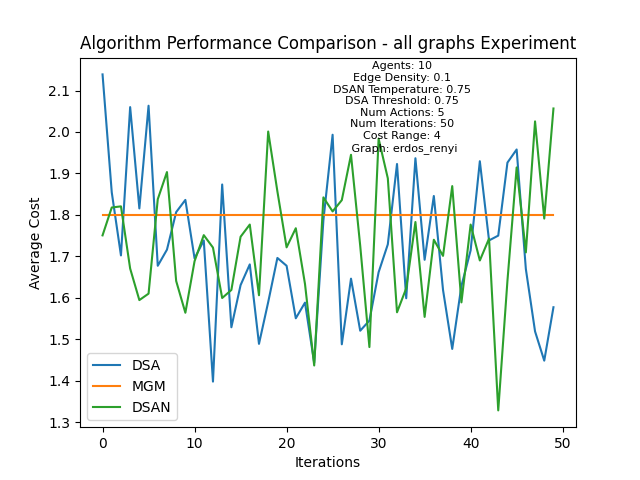 Algorithm Performance Comparison - all graphs Experiment
Agents: 10
Edge Density: 0.1
DSAN Temperature: 0.75
DSA Threshold: 0.75
Num Actions: 5
Num Iterations: 50
Cost Range: 4
Graph: erdos_renyi
2.1
2.0
1.9
1.8
1.7
1.6
1.5
1.4
1.3
Average Cost
DSA
MGM
DSAN
0
10
20
30
40
50
Iterations